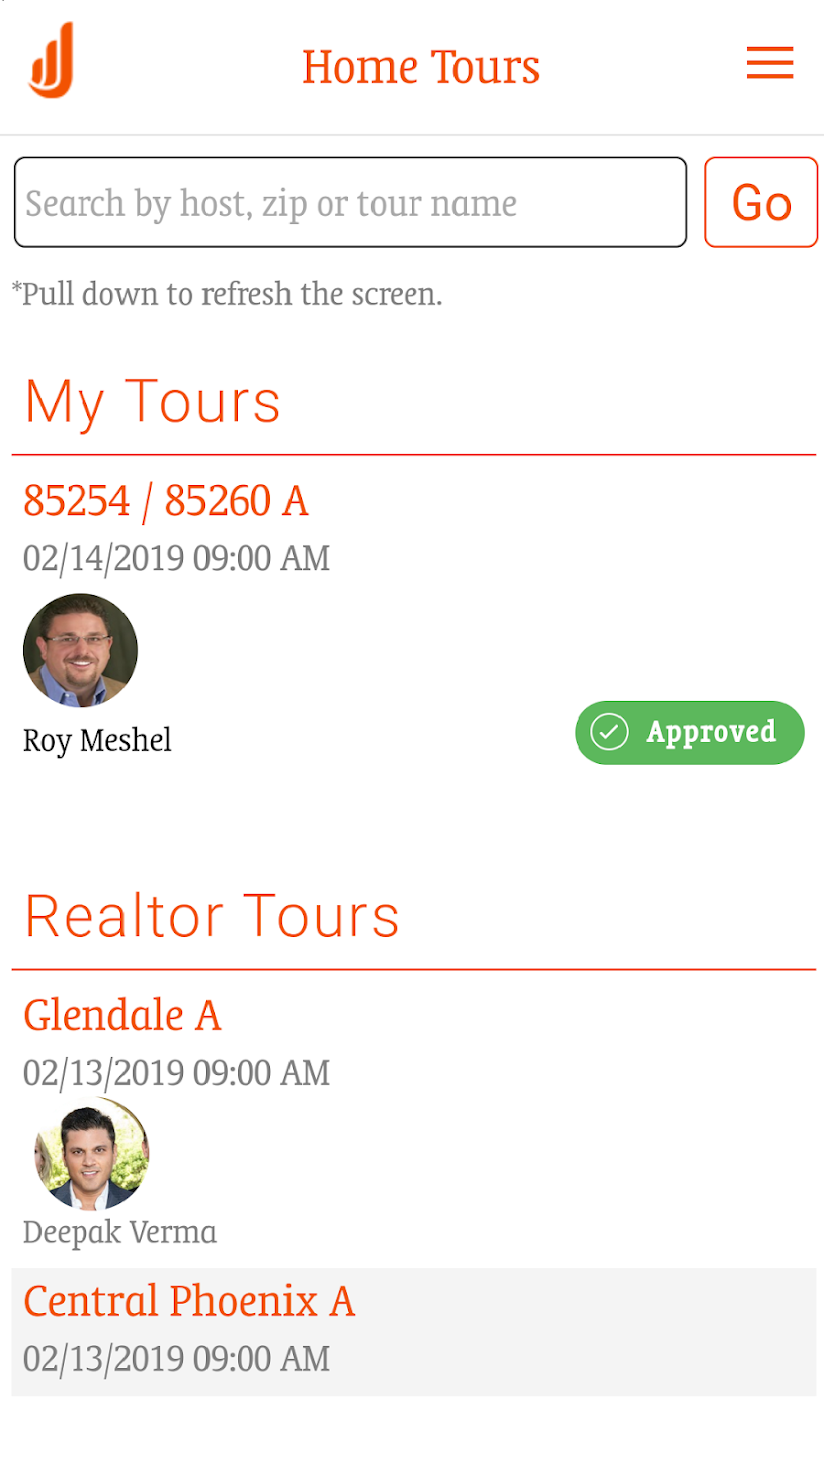 Home Tours
Search by host, zip or tour name
Go
*Pull down to refresh the screen.
My Tours
85254 / 85260 A
02/14/2019 09:00 AM
Roy Meshel
Approved
Realtor Tours
Glendale A
02/13/2019 09:00 AM
Deepak Verma
Central Phoenix A
02/13/2019 09:00 AM